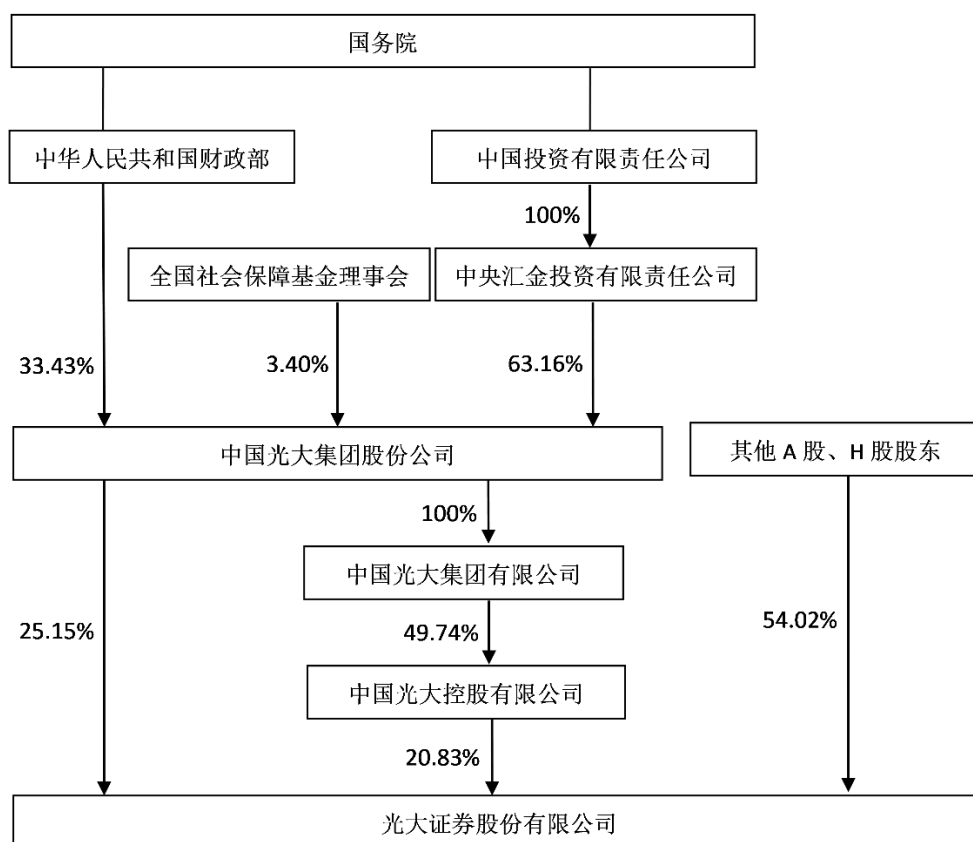 国务院
中华人民共和国财政部
中国投资有限责任公司
100%
全国社会保障基金理事会
中央汇金投资有限责任公司
33.43%
3.40%
63.16%
中国光大集团股份公司
其他 A 股、H 股股东
100%
中国光大集团有限公司
25.15%
49.74%
54.02%
中国光大控股有限公司
20.83%
光大证券股份有限公司